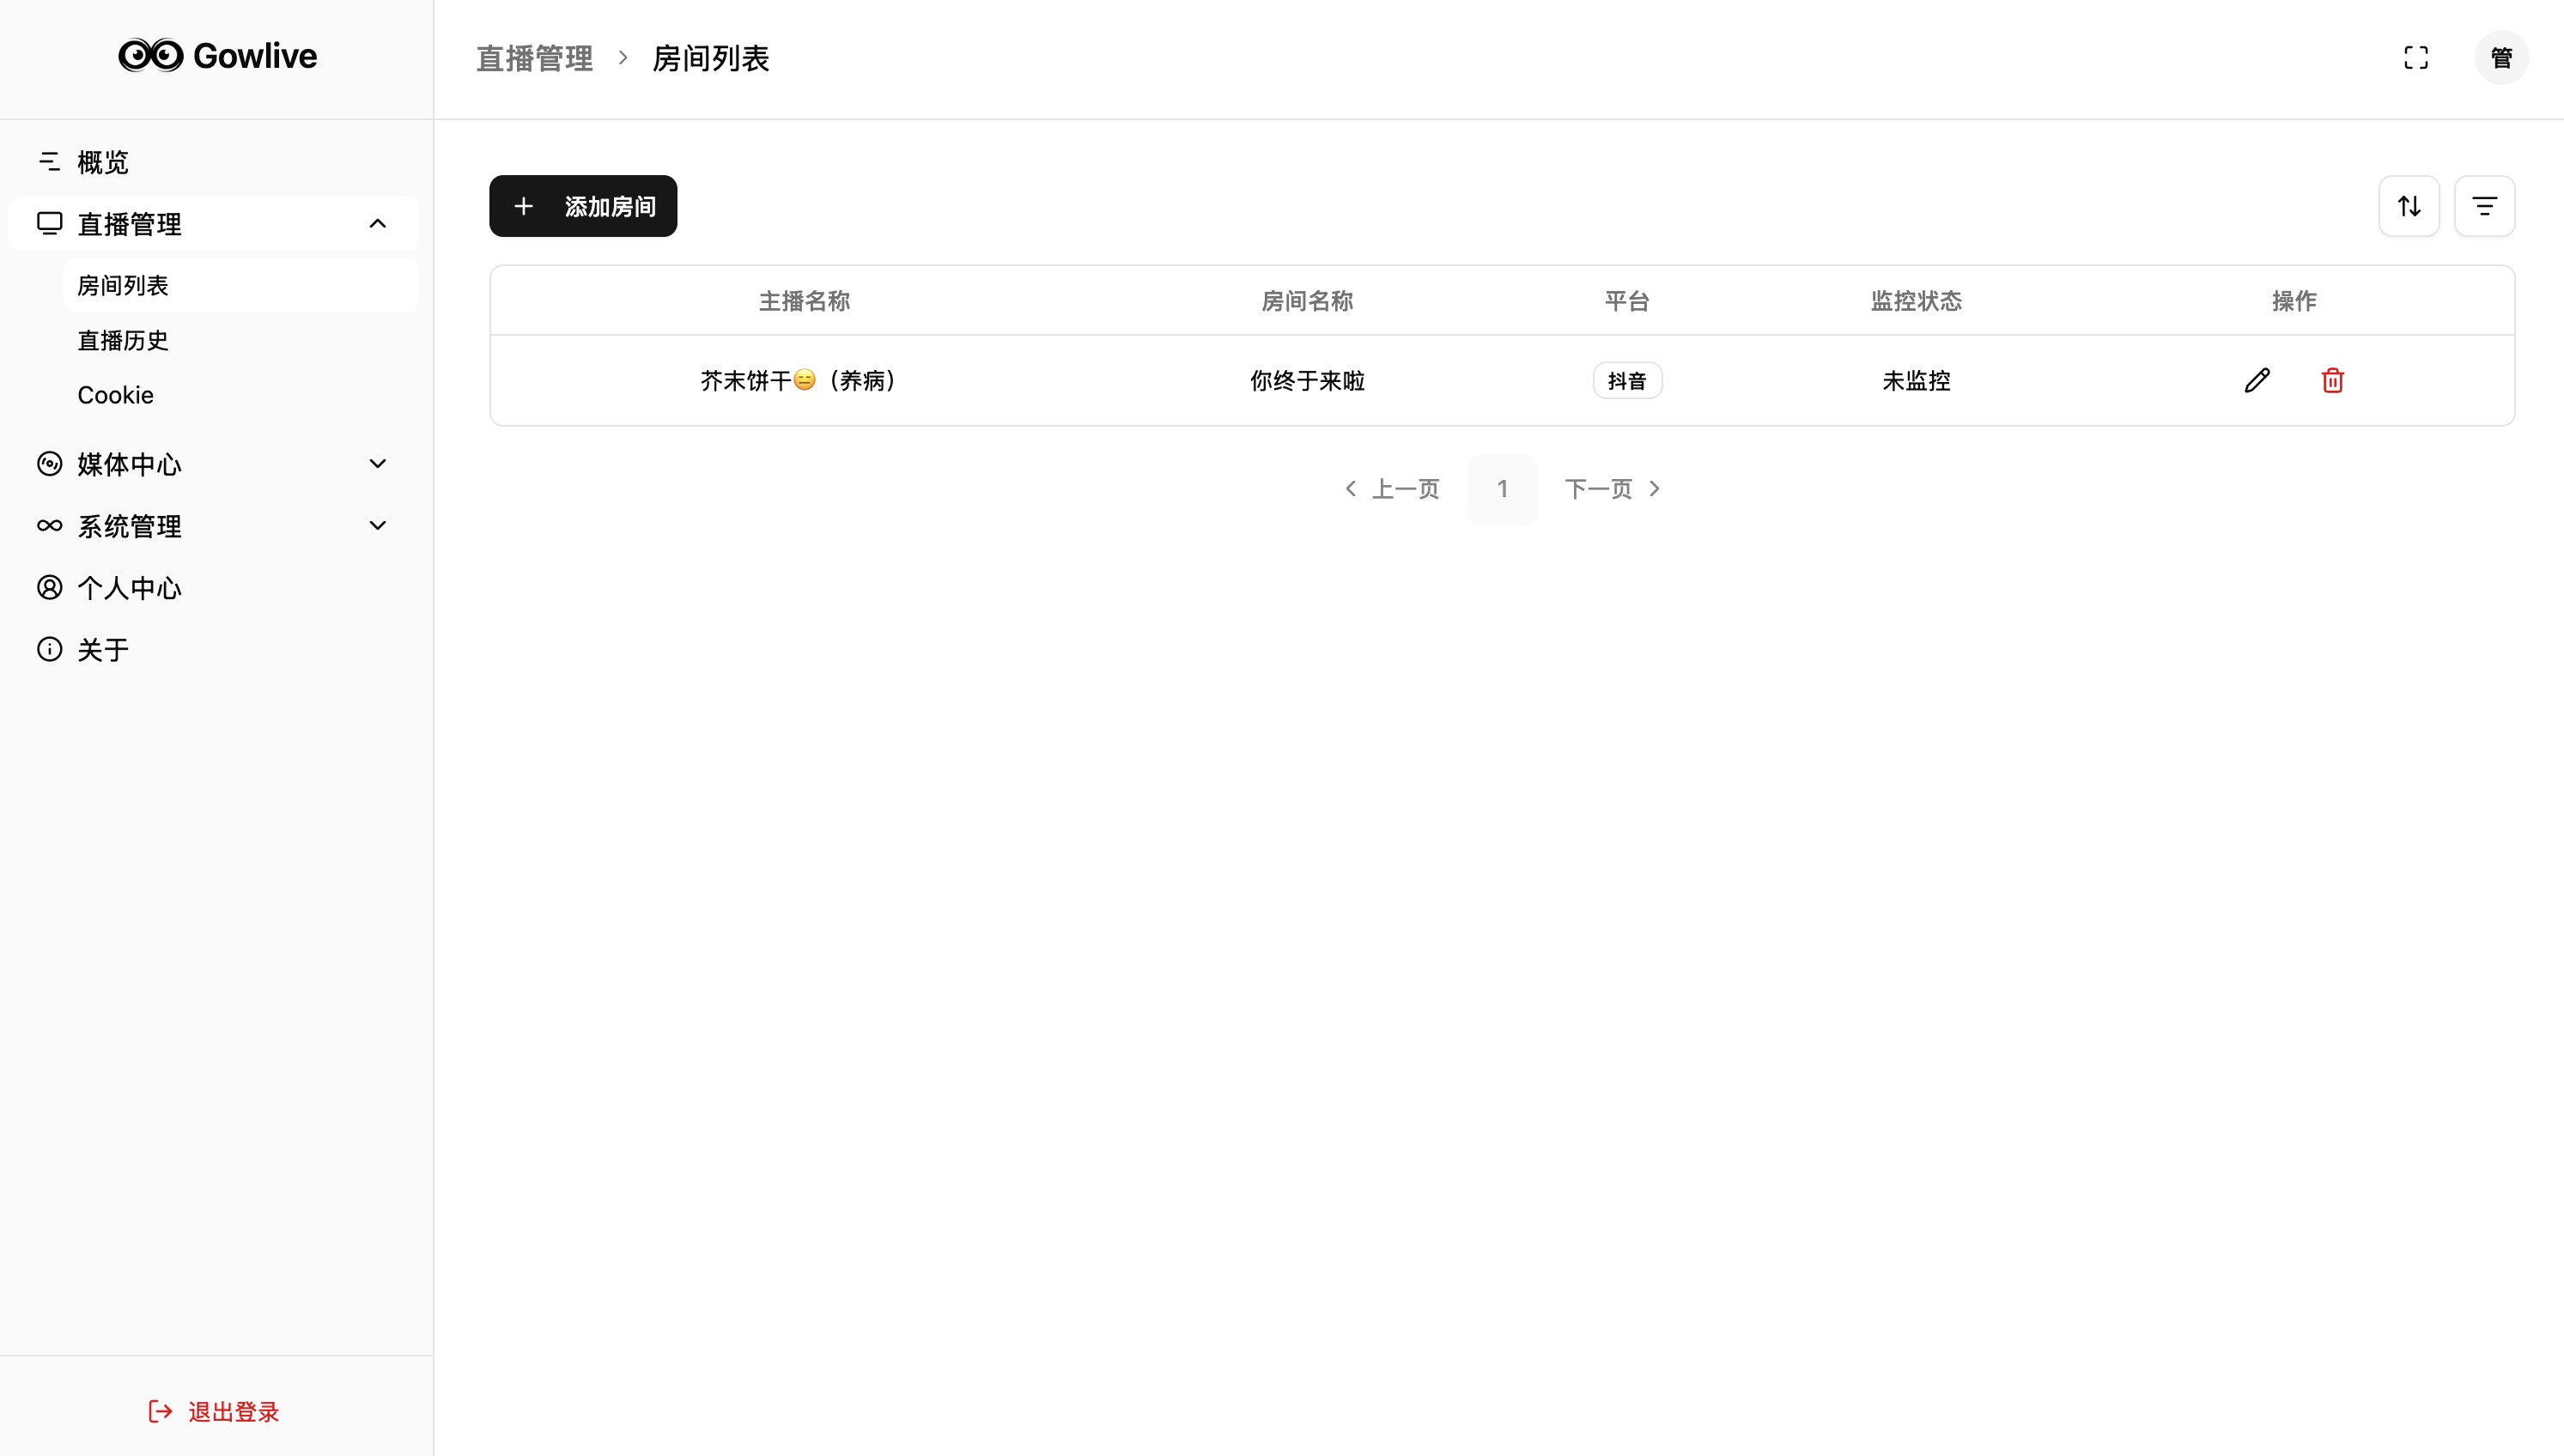 Gowlive
直播管理 > 房间列表
管
概览
直播管理
房间列表
直播历史
Cookie
媒体中心
系统管理
个人中心
关于
退出登录
+ 添加房间
主播名称 房间名称 平台 监控状态 操作
芥末饼干😑（养病） 你终于来啦 抖音 未监控
< 上一页 1 下一页 >